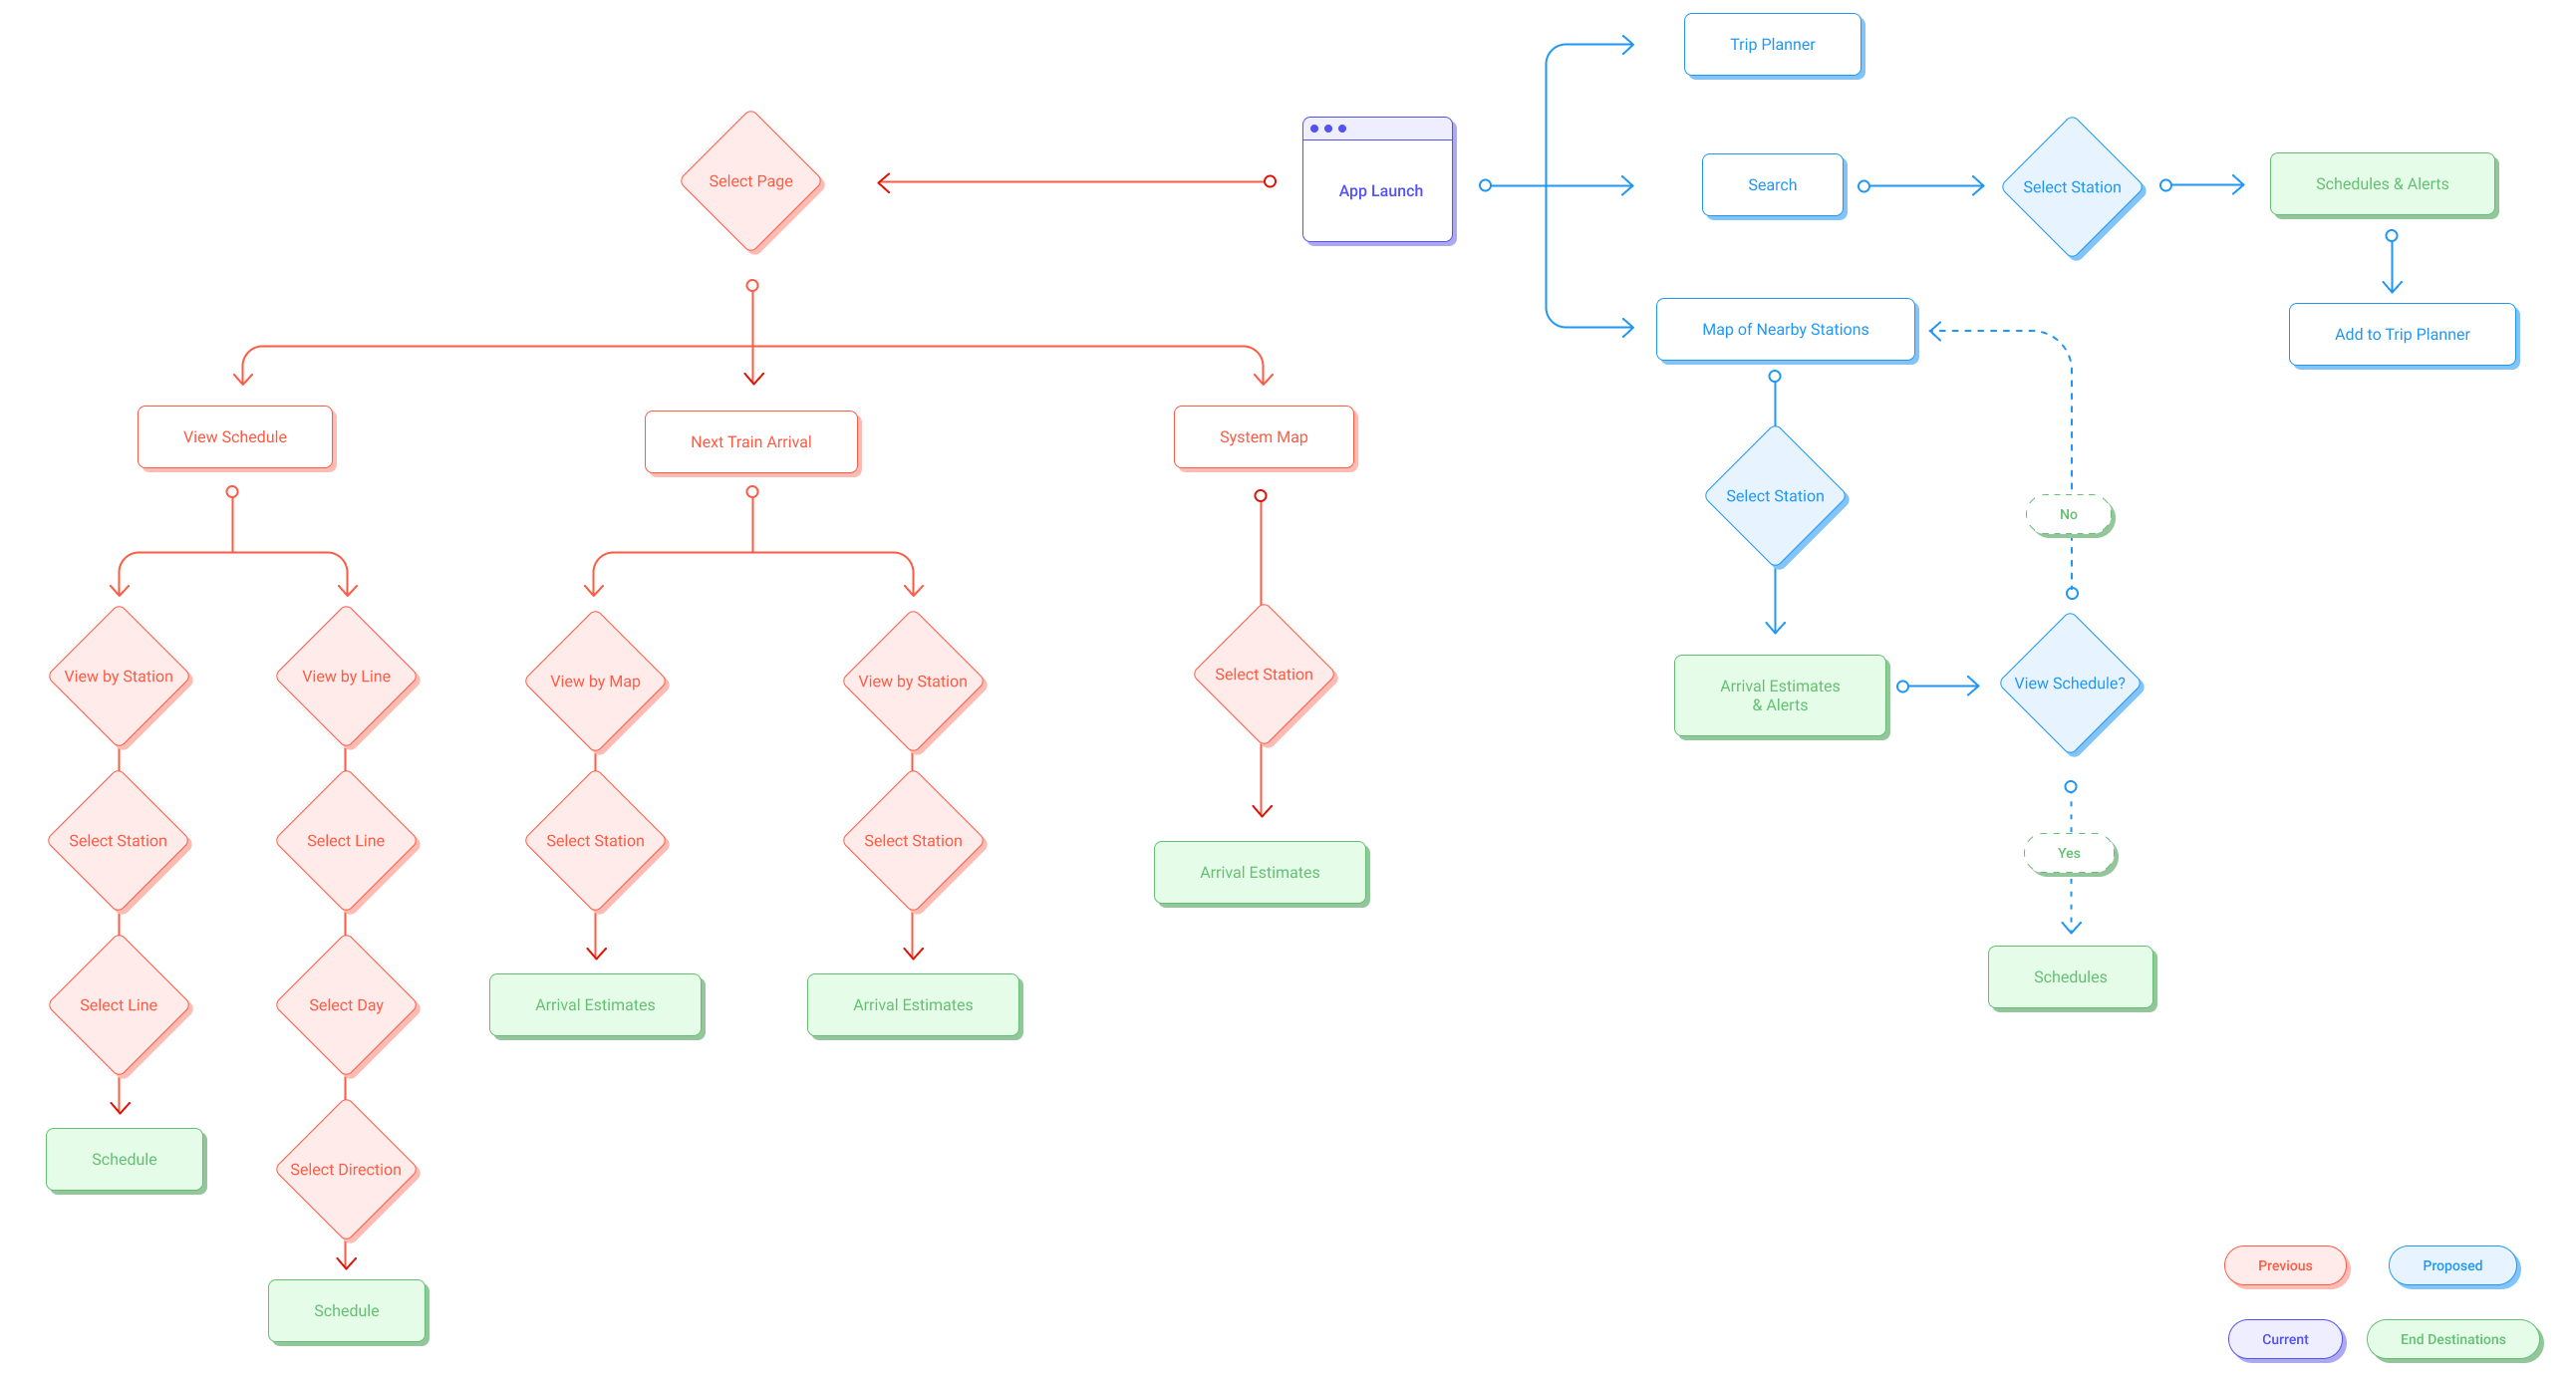 Trip Planner
Select Page
App Launch
Search
Select Station
Schedules & Alerts
Map of Nearby Stations
Add to Trip Planner
View Schedule
Next Train Arrival
System Map
Select Station
No
View by Station
View by Line
View by Map
View by Station
Select Station
Arrival Estimates
& Alerts
View Schedule?
Select Station
Select Line
Select Station
Select Station
Arrival Estimates
Yes
Select Line
Select Day
Arrival Estimates
Arrival Estimates
Schedules
Schedule
Select Direction
Schedule
Previous
Proposed
Current
End Destinations